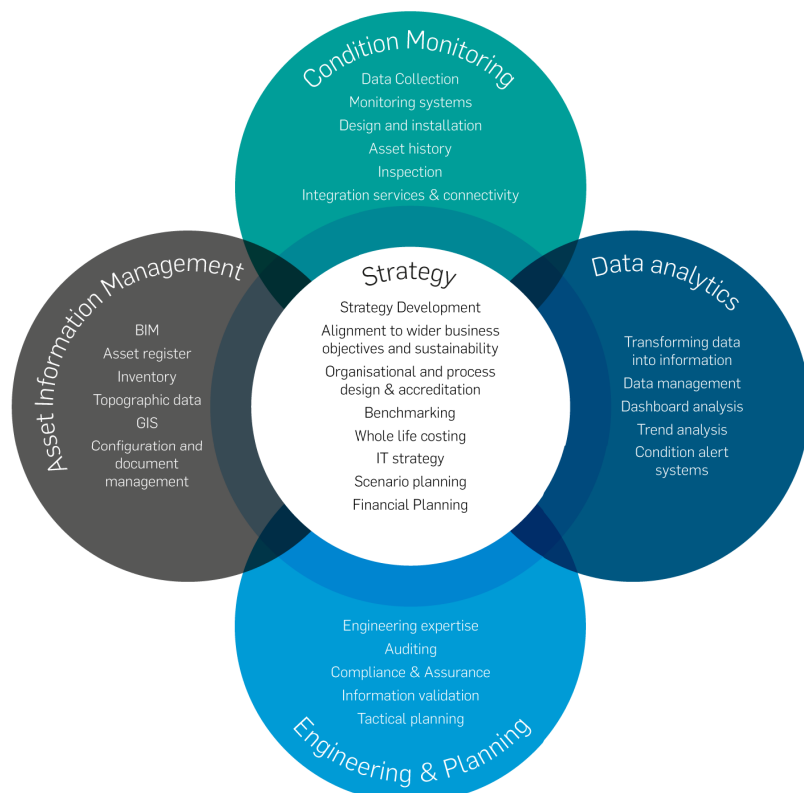 Condition Monitoring
Data Collection
Monitoring systems
Design and installation
Asset history
Inspection
Integration services & connectivity
Asset Information Management
BIM
Asset register
Inventory
Topographic data
GIS
Configuration and
document
management
Strategy
Strategy Development
Alignment to wider business
objectives and sustainability
Organisational and process
design & accreditation
Benchmarking
Whole life costing
IT strategy
Scenario planning
Financial Planning
Data analytics
Transforming data
into information
Data management
Dashboard analysis
Trend analysis
Condition alert
systems
Engineering expertise
Auditing
Compliance & Assurance
Information validation
Tactical planning
Engineering & Planning